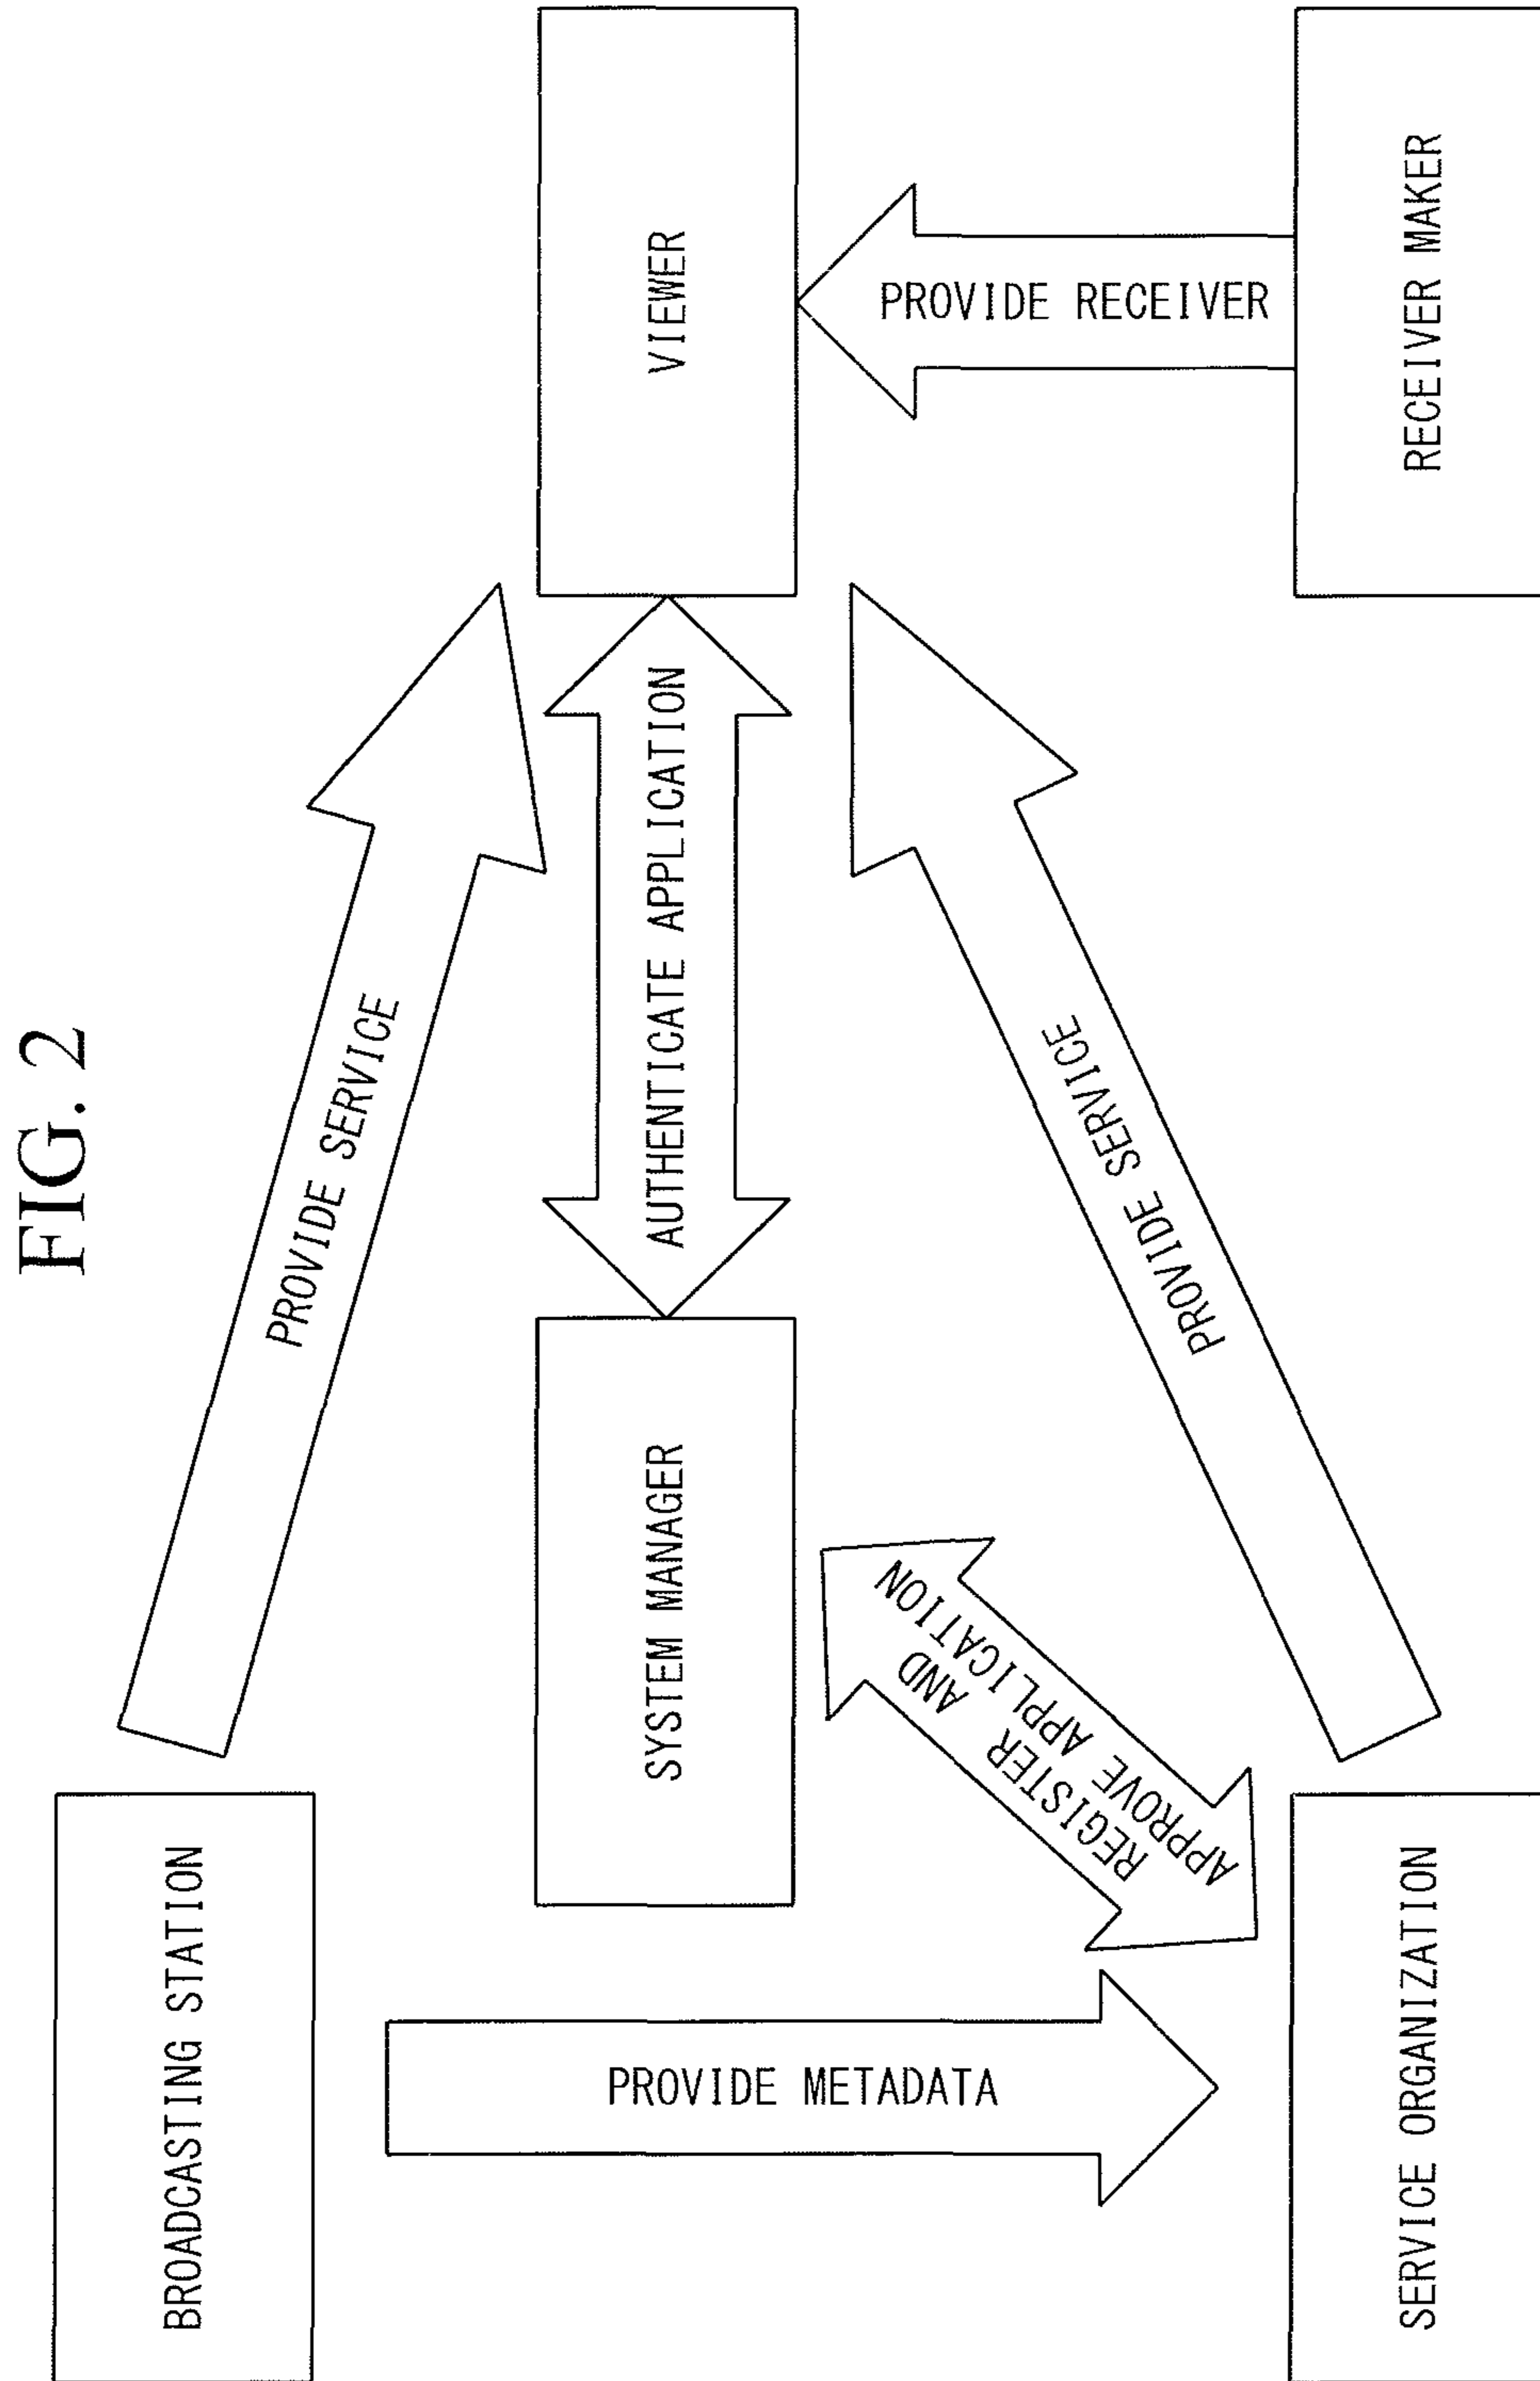 FIG. 2
BROADCASTING STATION
PROVIDE SERVICE
VIEWER
SYSTEM MANAGER
AUTHENTICATE APPLICATION
PROVIDE METADATA
REGISTER AND
APPROVE APPLICATION
PROVIDE SERVICE
PROVIDE RECEIVER
SERVICE ORGANIZATION
RECEIVER MAKER